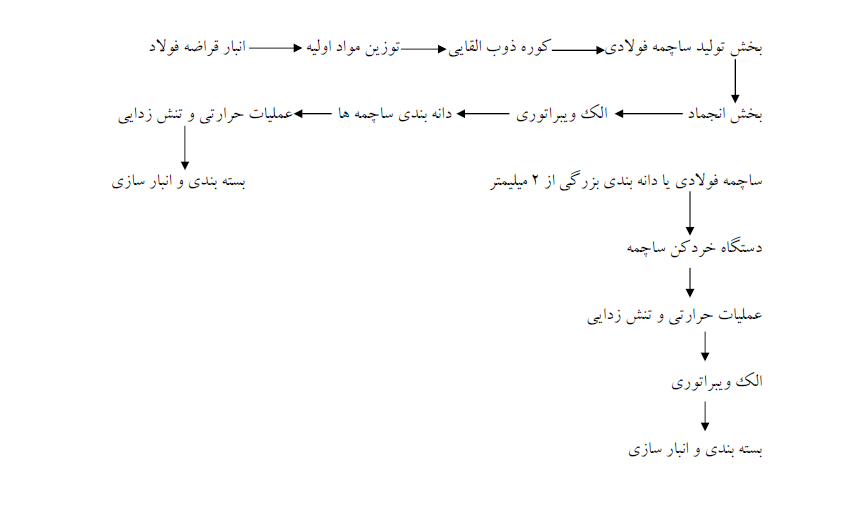 بخش تولید ساچمه فولادی کوره ذوب القایی توزین مواد اولیه انبار قراضه فولاد
بخش انجماد الک ویبراتوری دانه بندی ساچمه ها عملیات حرارتی و تنش زدایی
ساچمه فولادی یا دانه بندی بزرگی از ۲ میلیمتر بسته بندی و انبار سازی
دستگاه خردکن ساچمه
عملیات حرارتی و تنش زدایی
الک ویبراتوری
بسته بندی و انبار سازی